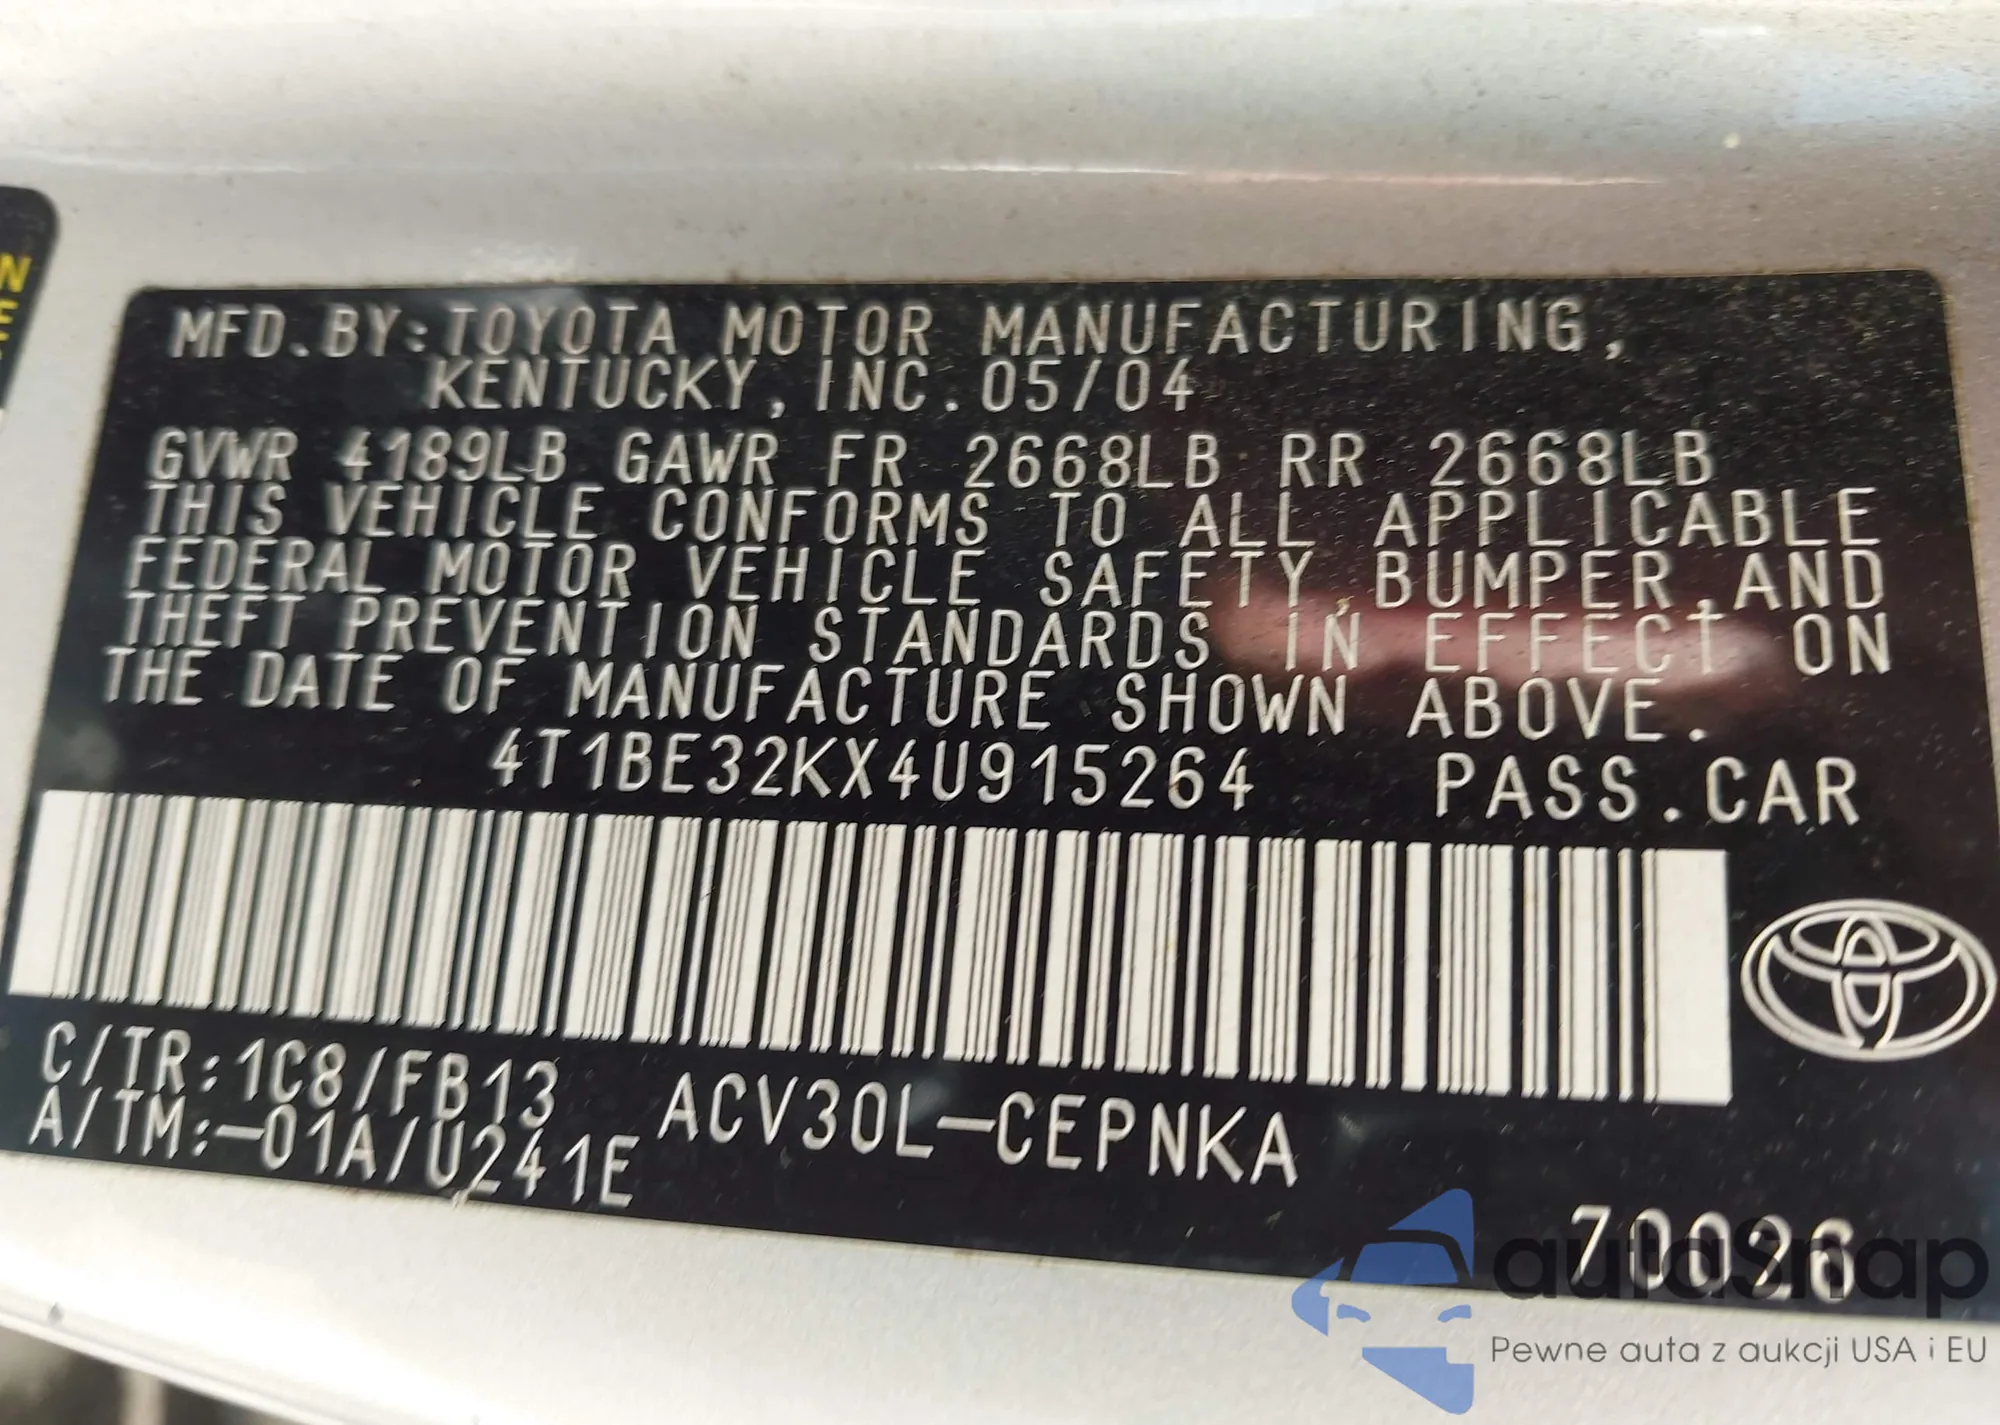 N
E
MFD.BY:TOYOTA MOTOR MANUFACTURING,
KENTUCKY, INC.05/04
GVWR 4189LB GAWR FR 2668LB RR 2668LB
THIS VEHICLE CONFORMS TO ALL APPLICABLE
FEDERAL MOTOR VEHICLE SAFETY,BUMPER,AND
THEFT PREVENTION STANDARDS IN EFFECT ON
THE DATE OF MANUFACTURE SHOWN ABOVE.
4T1BE32KX4U915264 PASS.CAR
C/TR:1C8/FB13 ACV30L-CEPNKA
A/TM:-01A/U241E
70026
autaSnap
Pewne auta z aukcji USA i EU